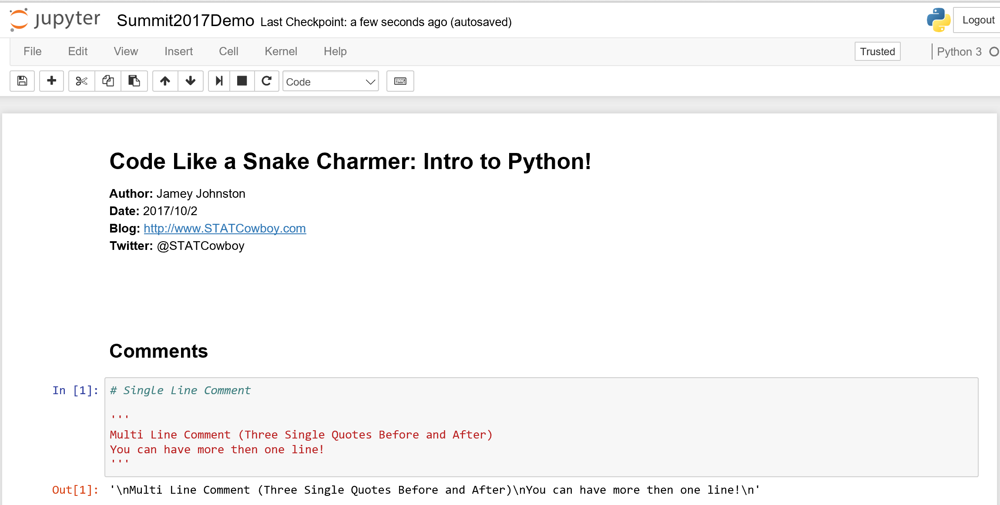 jupyter Summit2017Demo Last Checkpoint: a few seconds ago (autosaved) Logout
File Edit View Insert Cell Kernel Help Trusted Python 3
Code
Code Like a Snake Charmer: Intro to Python!
Author: Jamey Johnston
Date: 2017/10/2
Blog: http://www.STATCowboy.com
Twitter: @STATCowboy
Comments
In [1]: # Single Line Comment
'''
Multi Line Comment (Three Single Quotes Before and After)
You can have more then one line!
'''
Out[1]: '\nMulti Line Comment (Three Single Quotes Before and After)\nYou can have more then one line!\n'